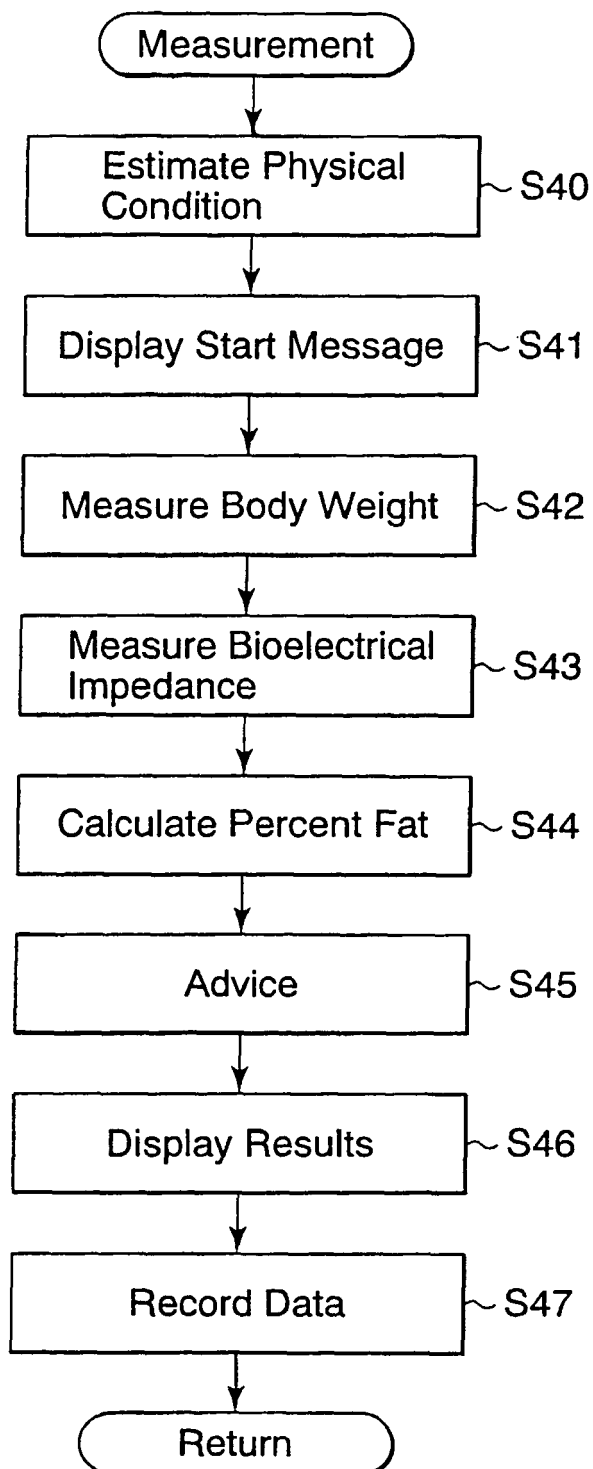 Measurement
Estimate Physical
Condition
S40
Display Start Message
S41
Measure Body Weight
S42
Measure Bioelectrical
Impedance
S43
Calculate Percent Fat
S44
Advice
S45
Display Results
S46
Record Data
S47
Return